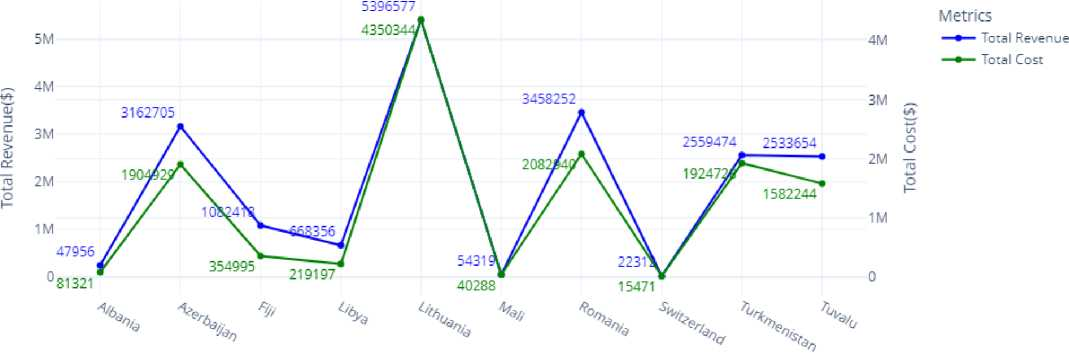 5396577
4350344
3162705
1904929
1082418
354995
668356
219197
47956
81321
54319
40288
3458252
2082940
22312
15471
2559474
2533654
1582244
5M
4M
3M
2M
1M
0
Total Revenue($)
4M
3M
2M
1M
0
Total Cost($)
Albania
Azerbaijan
Fiji
Libya
Lithuania
Mali
Romania
Switzerland
Turkmenistan
Tuvalu
Metrics
Total Revenue
Total Cost